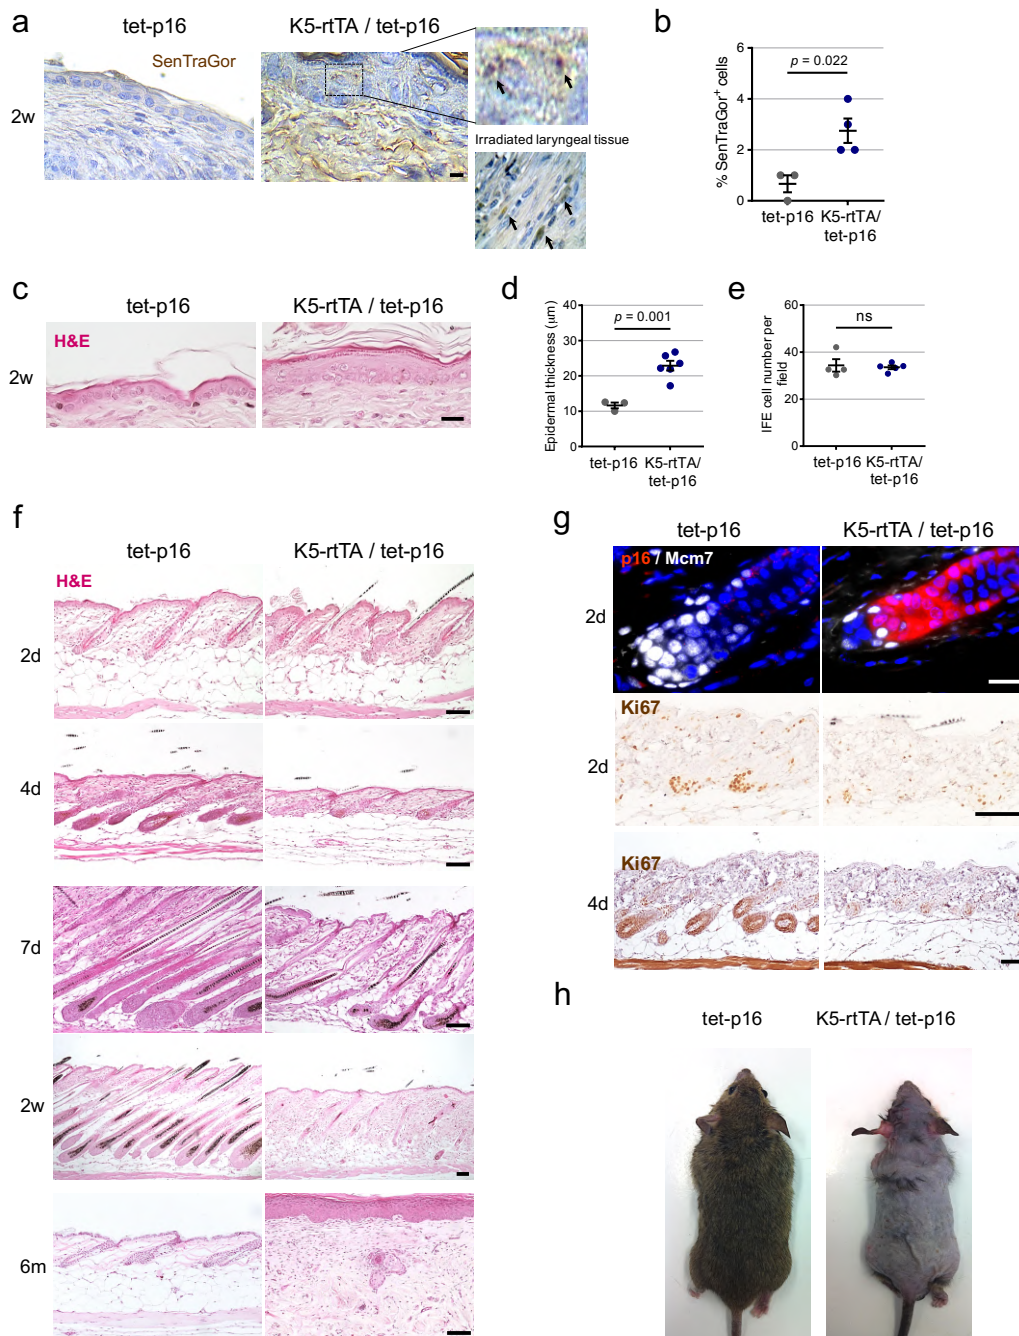 a
tet-p16
K5-rtTA / tet-p16
SenTraGor
2w
Irradiated laryngeal tissue
b
% SenTraGor+ cells
6
4
2
0
p = 0.022
tet-p16
K5-rtTA/
tet-p16
c
tet-p16
K5-rtTA / tet-p16
H&E
2w
d
Epidermal thickness (µm)
40
30
20
10
0
p = 0.001
tet-p16
K5-rtTA/
tet-p16
e
IFE cell number per
field
60
40
20
0
ns
tet-p16
K5-rtTA/
tet-p16
f
tet-p16
K5-rtTA / tet-p16
H&E
2d
4d
7d
2w
6m
g
tet-p16
K5-rtTA / tet-p16
p16 / Mcm7
2d
Ki67
2d
Ki67
4d
h
tet-p16
K5-rtTA / tet-p16